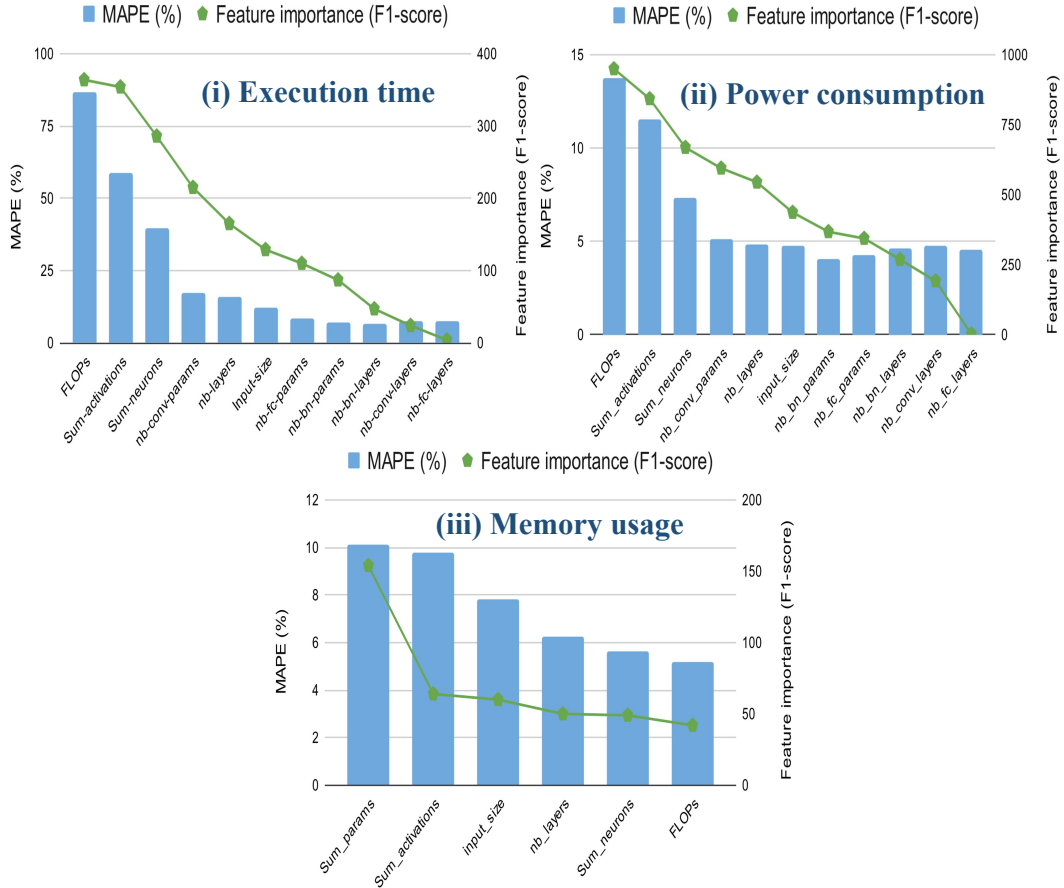 MAPE (%) Feature importance (F1-score)
(i) Execution time
MAPE (%)
100
75
50
25
0
400
300
200
100
0
Feature importance (F1-score)
FLOPs
Sum-activations
Sum-neurons
nb-conv-params
nb-layers
Input-size
nb-fc-params
nb-bn-params
nb-bn-layers
nb-conv-layers
nb-fc-layers
MAPE (%) Feature importance (F1-score)
(ii) Power consumption
MAPE (%)
15
10
5
0
1000
750
500
250
0
Feature importance (F1-score)
FLOPs
Sum_activations
Sum_neurons
nb_conv_params
nb_layers
input_size
nb_bn_params
nb_fc_params
nb_bn_layers
nb_conv_layers
nb_fc_layers
MAPE (%) Feature importance (F1-score)
(iii) Memory usage
MAPE (%)
12
10
8
6
4
2
0
200
150
100
50
0
Feature importance (F1-score)
Sum_params
Sum_activations
input_size
nb_layers
Sum_neurons
FLOPs